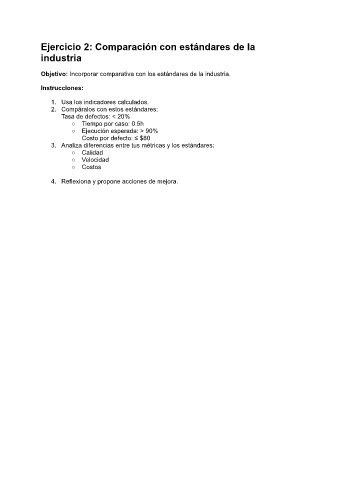 Ejercicio 2: Comparación con estándares de la
industria
Objetivo: Incorporar comparativa con los estándares de la industria.
Instrucciones:
1. Usa los indicadores calculados.
2. Compáralos con estos estándares:
Tasa de defectos: < 20%
○ Tiempo por caso: 0.5h
○ Ejecución esperada: > 90%
Costo por defecto: ≤ $80
3. Analiza diferencias entre tus métricas y los estándares:
○ Calidad
○ Velocidad
○ Costos
4. Reflexiona y propone acciones de mejora.